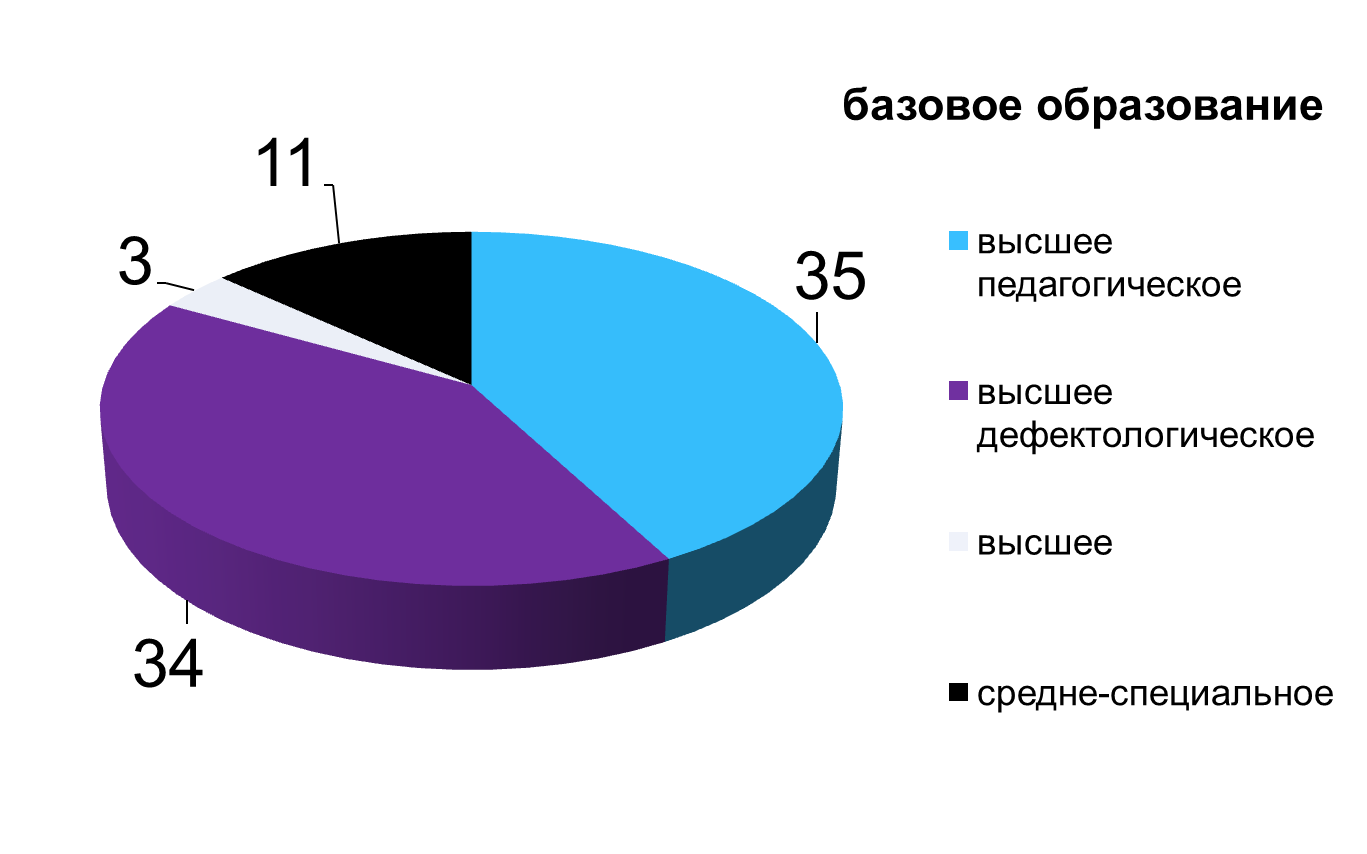 базовое образование
11
3
35
34
высшее
педагогическое
высшее
дефектологическое
высшее
средне-специальное